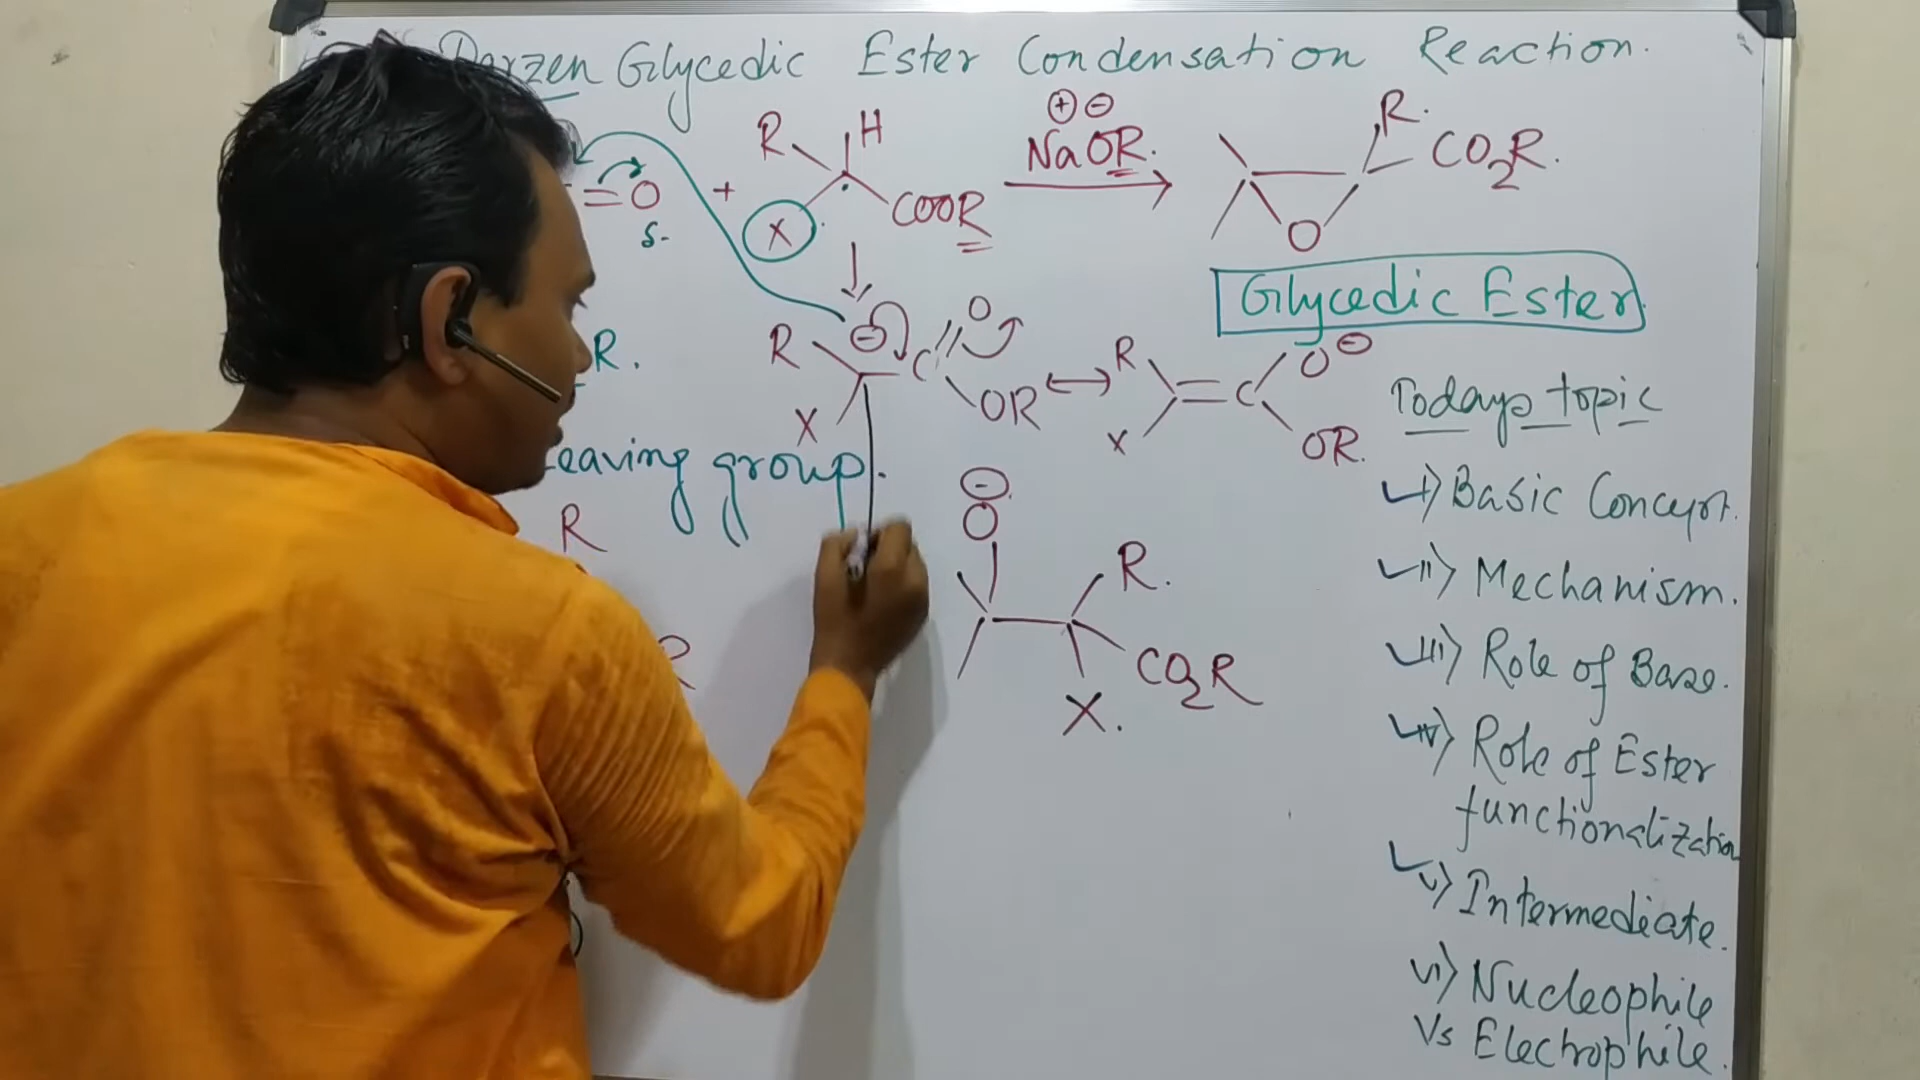 Darzen Glycedic Ester Condensation Reaction.
⊕ ⊖
R H NaOR. R. CO2R.
=O + X COOR O
δ-
Glycedic Ester
R ⊖ C O OR ↔ R C O⊖ OR.
X X
R.
Todays topic
Leaving group.
I) Basic Concept.
R
⊖
O
II) Mechanism.
R.
R CO2R
III) Role of Base.
X.
IV) Role of Ester
functionalization
V) Intermediate.
VI) Nucleophile
Vs Electrophile.